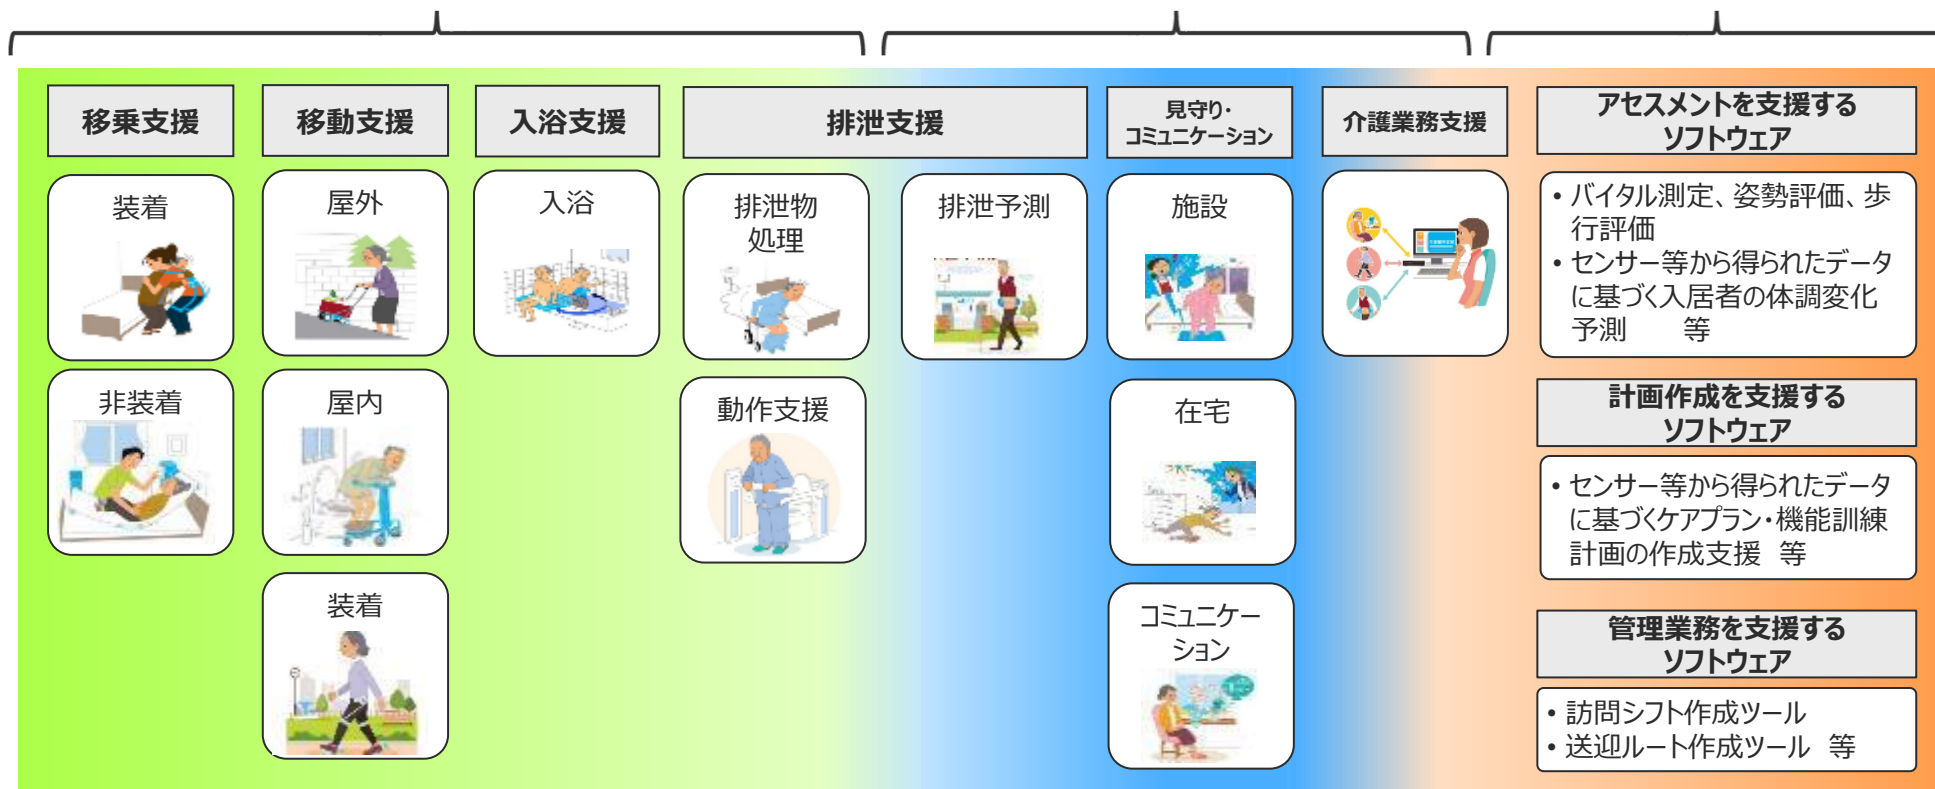 移乗支援
移動支援
入浴支援
排泄支援
見守り・
コミュニケーション
介護業務支援
アセスメントを支援する
ソフトウェア
装着
屋外
入浴
排泄物
処理
排泄予測
施設
・バイタル測定、姿勢評価、歩
行評価
・センサー等から得られたデータ
に基づく入居者の体調変化
予測　　等
非装着
屋内
動作支援
在宅
計画作成を支援する
ソフトウェア
・センサー等から得られたデータ
に基づくケアプラン・機能訓練
計画の作成支援　等
装着
コミュニケー
ション
管理業務を支援する
ソフトウェア
・訪問シフト作成ツール
・送迎ルート作成ツール　等